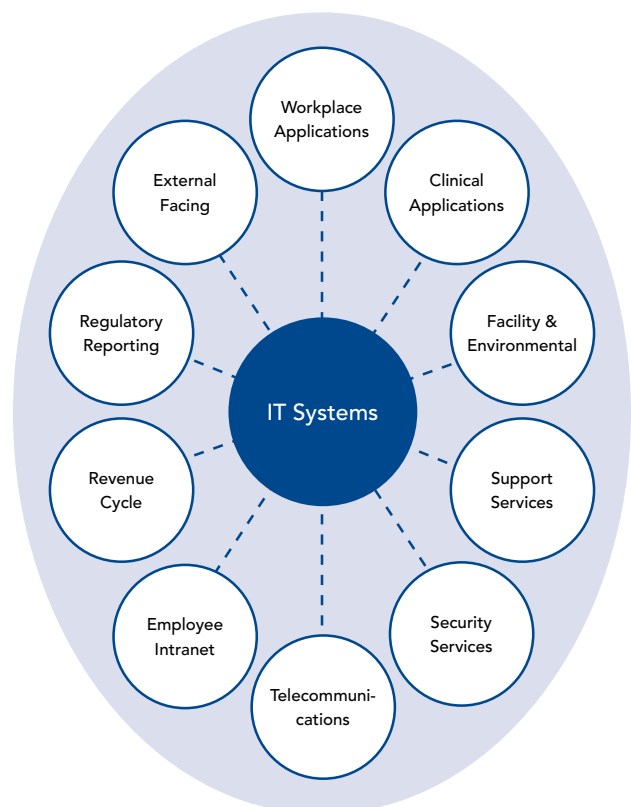 Workplace
Applications
External
Facing
Clinical
Applications
Regulatory
Reporting
Facility &
Environmental
IT Systems
Revenue
Cycle
Support
Services
Employee
Intranet
Security
Services
Telecommuni-
cations